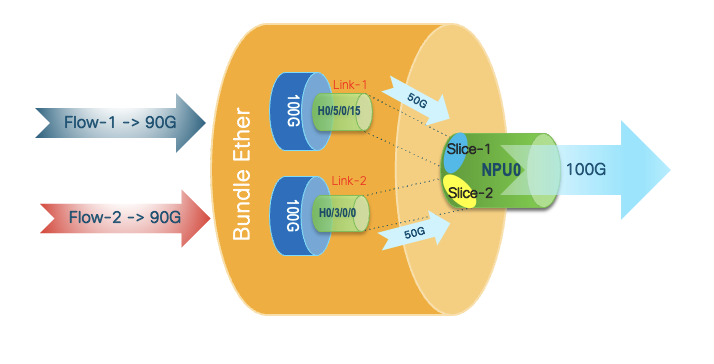 Flow-1 -> 90G
Flow-2 -> 90G
Bundle Ether
100G
Link-1
H0/5/0/15
50G
100G
Link-2
H0/3/0/0
50G
Slice-1
NPU0
Slice-2
100G